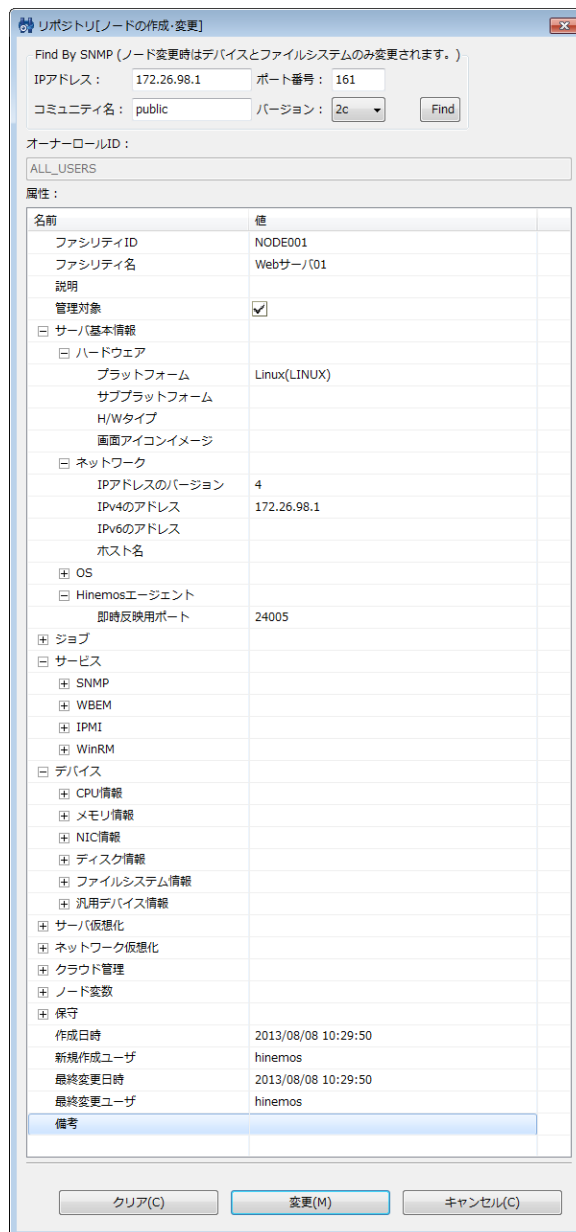 リポジトリ[ノードの作成・変更]
Find By SNMP (ノード変更時はデバイスとファイルシステムのみ変更されます。)
IPアドレス： 172.26.98.1 ポート番号： 161
コミュニティ名： public バージョン： 2c Find
オーナーロールID：
ALL_USERS
属性：
名前 値
ファシリティID NODE001
ファシリティ名 Webサーバ01
説明
管理対象
サーバ基本情報
ハードウェア
プラットフォーム Linux(LINUX)
サブプラットフォーム
H/Wタイプ
画面アイコンイメージ
ネットワーク
IPアドレスのバージョン 4
IPv4のアドレス 172.26.98.1
IPv6のアドレス
ホスト名
OS
Hinemosエージェント
即時反映用ポート 24005
ジョブ
サービス
SNMP
WBEM
IPMI
WinRM
デバイス
CPU情報
メモリ情報
NIC情報
ディスク情報
ファイルシステム情報
汎用デバイス情報
サーバ仮想化
ネットワーク仮想化
クラウド管理
ノード変数
保守
作成日時 2013/08/08 10:29:50
新規作成ユーザ hinemos
最終変更日時 2013/08/08 10:29:50
最終変更ユーザ hinemos
備考
クリア(C) 変更(M) キャンセル(C)